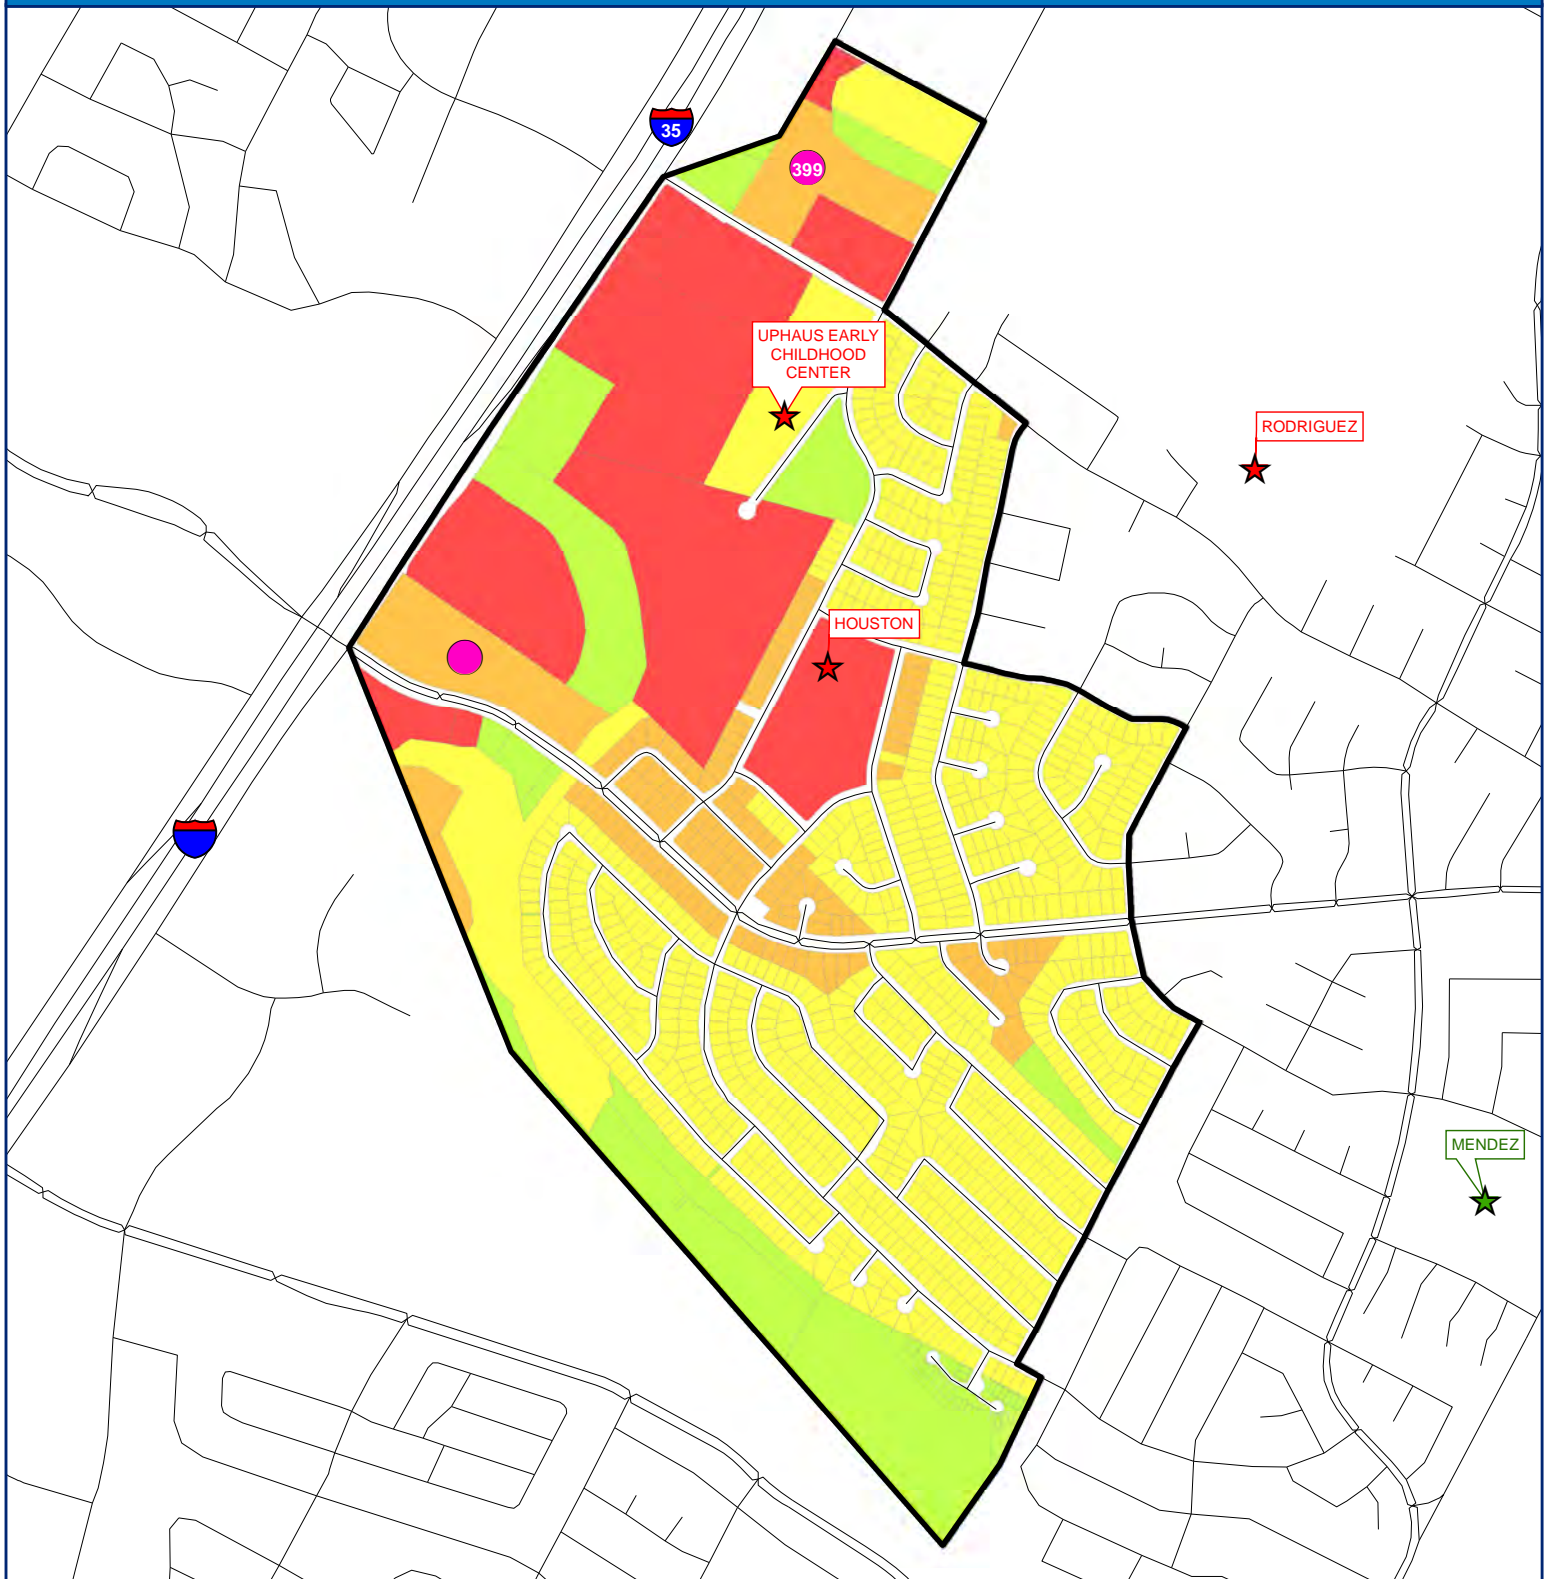 35
399
UPHAUS EARLY
CHILDHOOD
CENTER
RODRIGUEZ
HOUSTON
MENDEZ